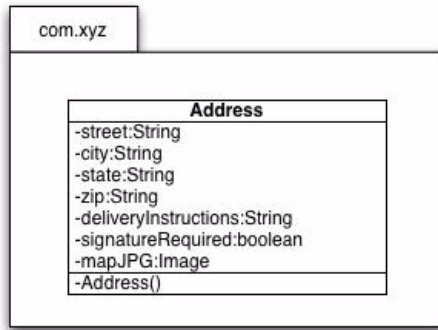 com.xyz
Address
-street:String
-city:String
-state:String
-zip:String
-deliveryInstructions:String
-signatureRequired:boolean
-mapJPG:Image
-Address()